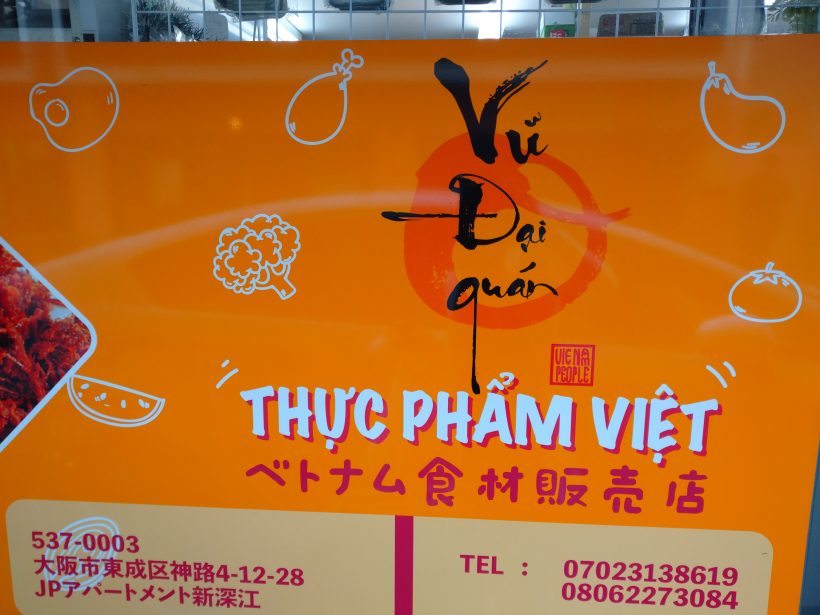 Vũ
Đại
quán
VIE NAM
PEOPLE
THỰC PHẨM VIỆT
ベトナム食材販売店
537-0003
大阪市東成区神路4-12-28
JPアパートメント新深江
TEL : 07023138619
08062273084